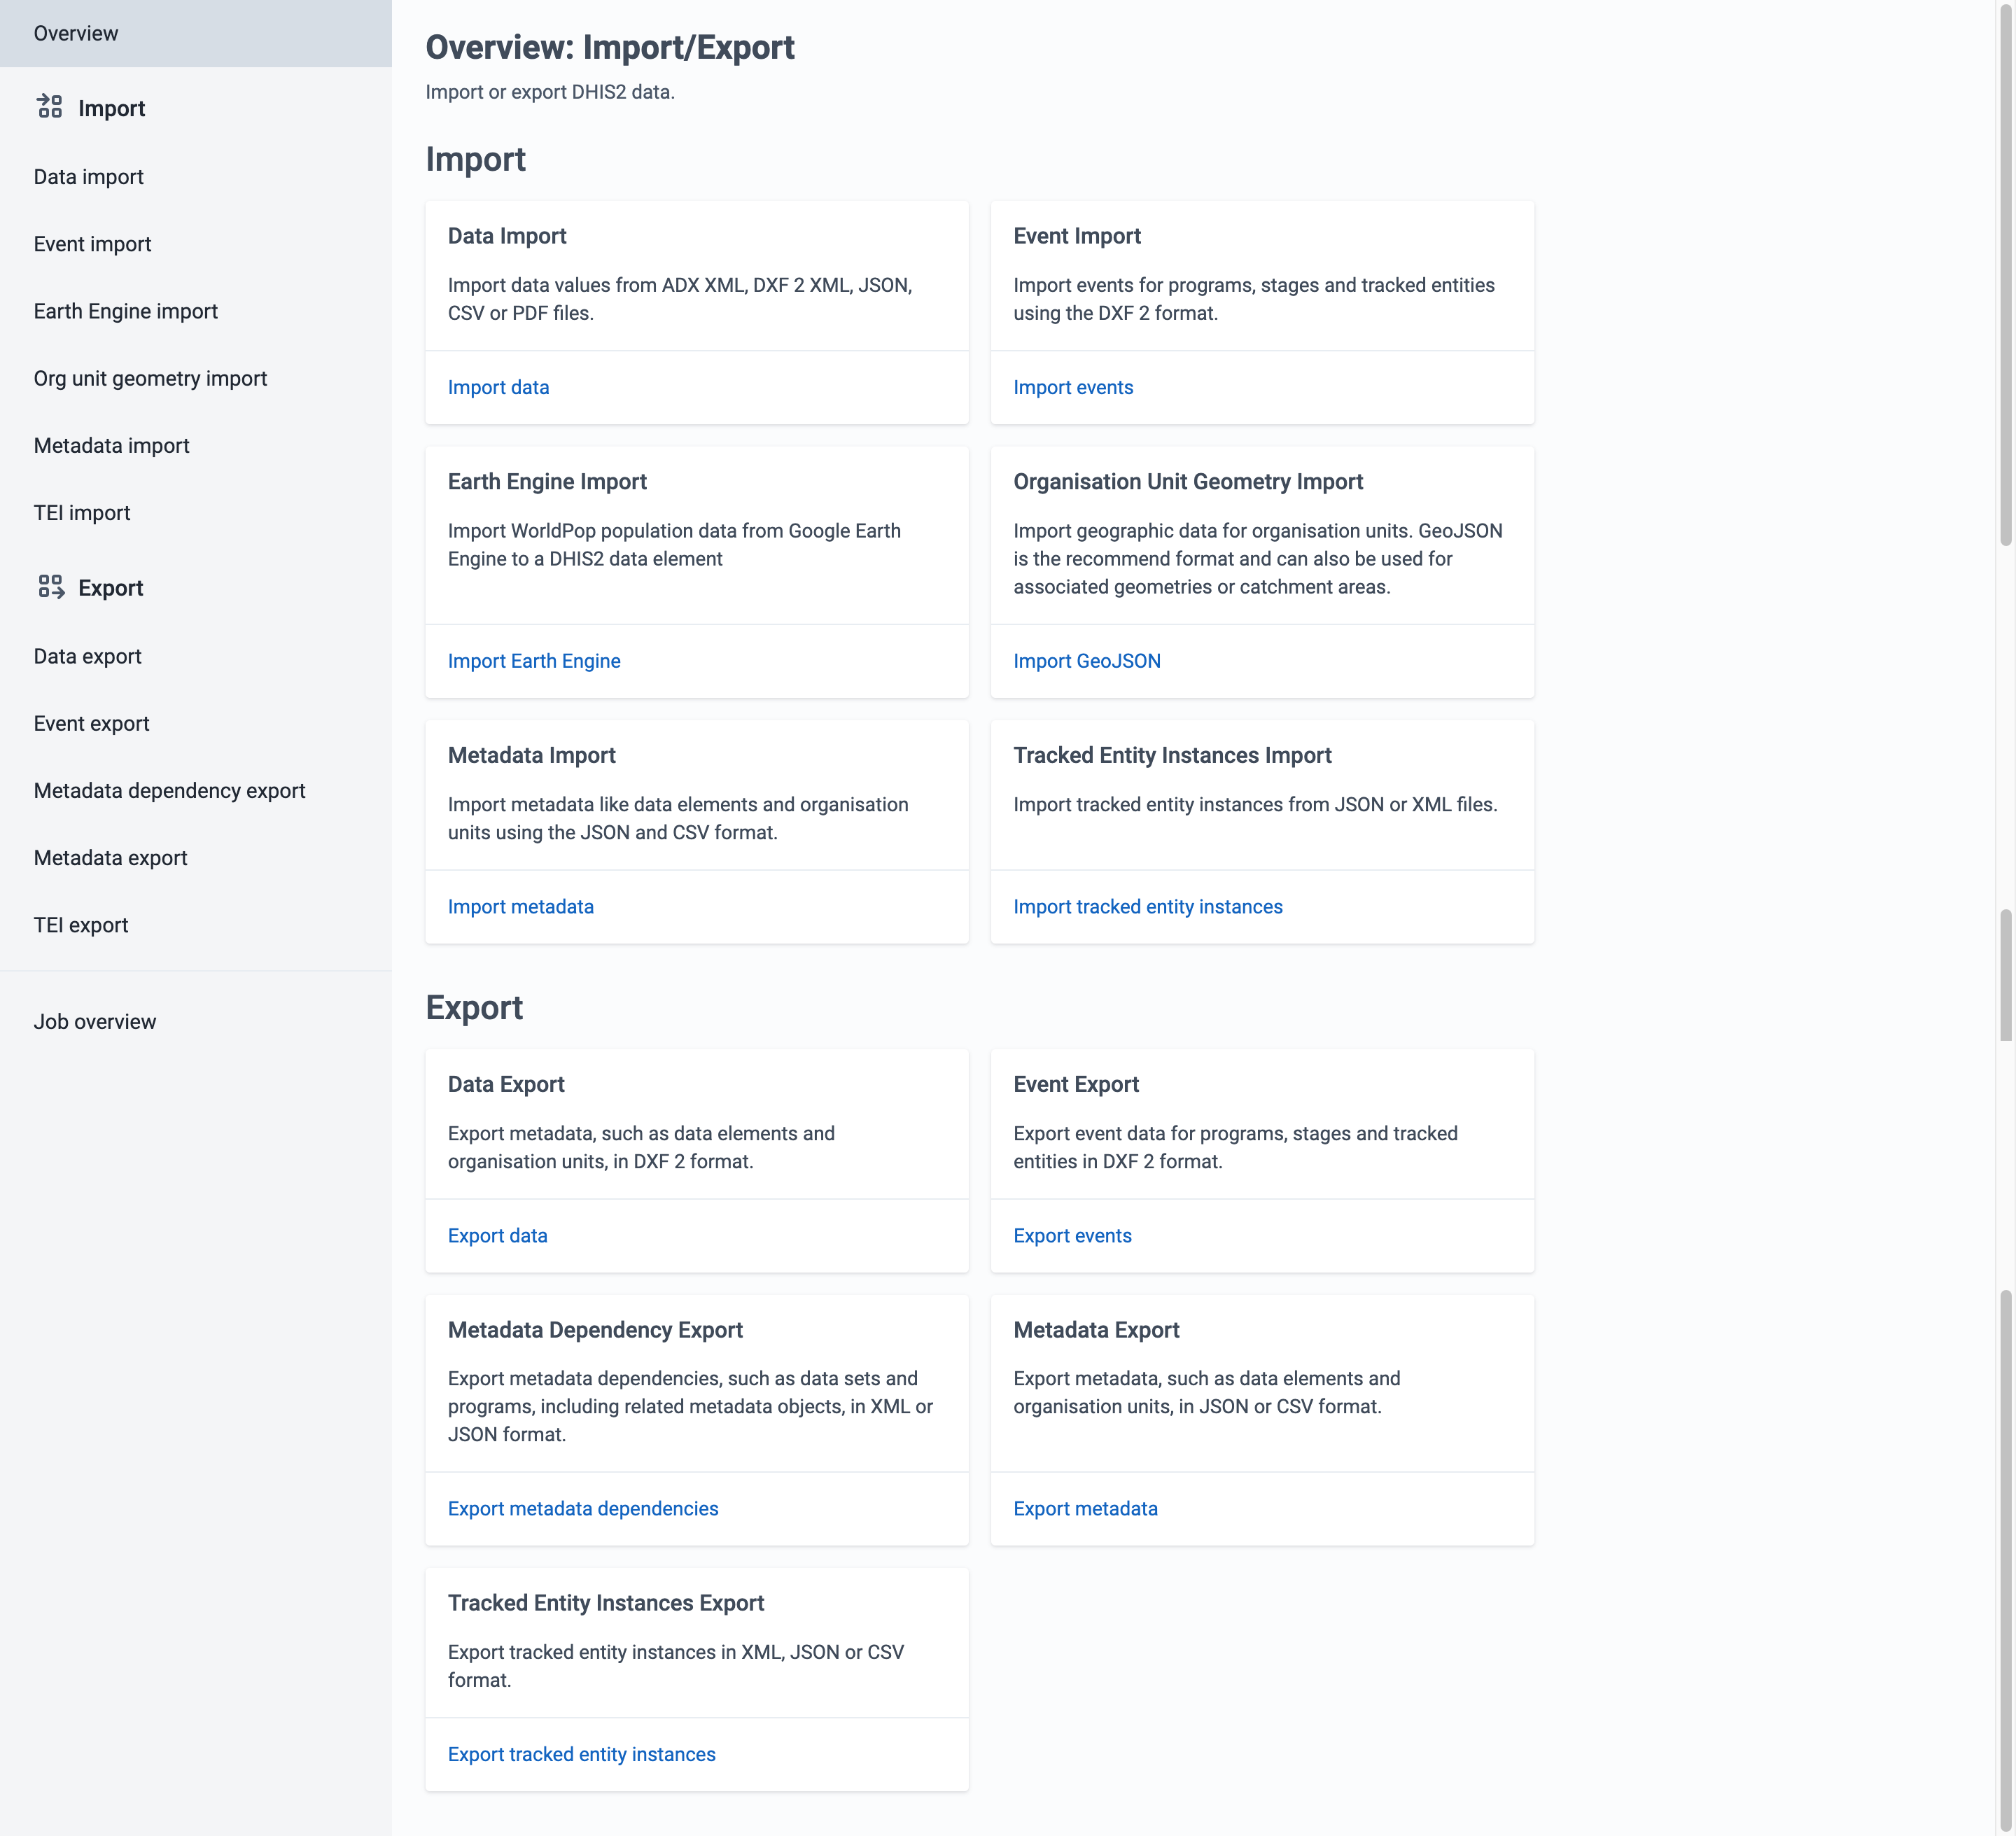 Overview
Import
Data import
Event import
Earth Engine import
Org unit geometry import
Metadata import
TEI import
Export
Data export
Event export
Metadata dependency export
Metadata export
TEI export
Job overview
Overview: Import/Export
Import or export DHIS2 data.
Import
Data Import
Import data values from ADX XML, DXF 2 XML, JSON,
CSV or PDF files.
Import data
Event Import
Import events for programs, stages and tracked entities
using the DXF 2 format.
Import events
Earth Engine Import
Import WorldPop population data from Google Earth
Engine to a DHIS2 data element
Import Earth Engine
Organisation Unit Geometry Import
Import geographic data for organisation units. GeoJSON
is the recommend format and can also be used for
associated geometries or catchment areas.
Import GeoJSON
Metadata Import
Import metadata like data elements and organisation
units using the JSON and CSV format.
Import metadata
Tracked Entity Instances Import
Import tracked entity instances from JSON or XML files.
Import tracked entity instances
Export
Data Export
Export metadata, such as data elements and
organisation units, in DXF 2 format.
Export data
Event Export
Export event data for programs, stages and tracked
entities in DXF 2 format.
Export events
Metadata Dependency Export
Export metadata dependencies, such as data sets and
programs, including related metadata objects, in XML or
JSON format.
Export metadata dependencies
Metadata Export
Export metadata, such as data elements and
organisation units, in JSON or CSV format.
Export metadata
Tracked Entity Instances Export
Export tracked entity instances in XML, JSON or CSV
format.
Export tracked entity instances